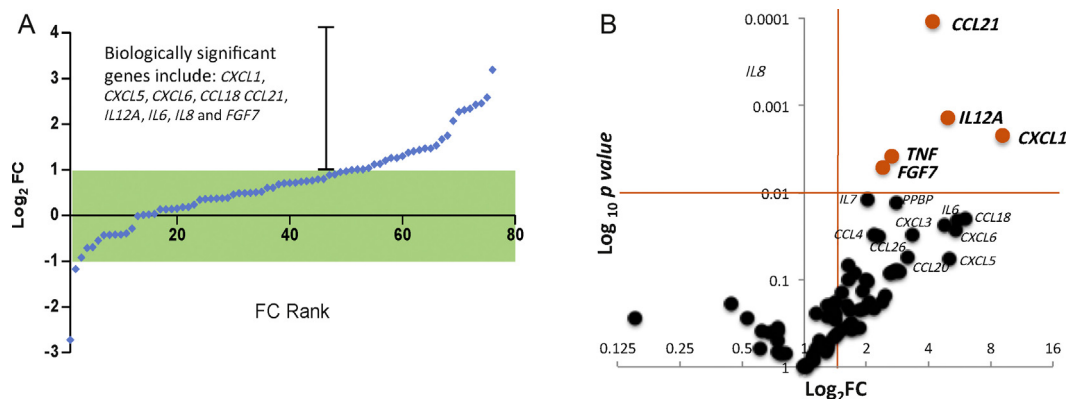 A
4
3
2
1
0
-1
-2
-3
Log2 FC
Biologically significant
genes include: CXCL1,
CXCL5, CXCL6, CCL18 CCL21,
IL12A, IL6, IL8 and FGF7
20
40
60
80
FC Rank
B
0.0001
0.001
0.01
0.1
1
Log 10 p value
CCL21
IL8
IL12A
CXCL1
TNF
FGF7
IL7
PPBP
IL6
CCL18
CXCL3
CCL4
CXCL6
CCL26
CCL20
CXCL5
0.125
0.25
0.5
1
2
4
8
16
Log2FC